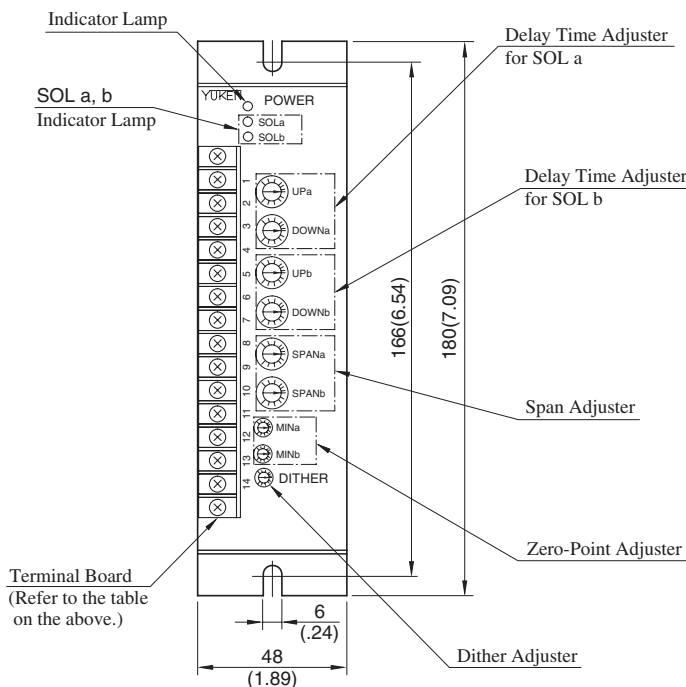 Indicator Lamp
SOL a, b
Indicator Lamp
YUKEN
POWER
SOLa
SOLb
Delay Time Adjuster
for SOL a
Delay Time Adjuster
for SOL b
1
2
3
4
5
6
7
8
9
10
11
12
13
14
UPa
DOWNa
UPb
DOWNb
SPANa
SPANb
MINa
MINb
DITHER
166(6.54)
180(7.09)
Span Adjuster
Zero-Point Adjuster
Terminal Board
(Refer to the table
on the above.)
6
(.24)
48
(1.89)
Dither Adjuster